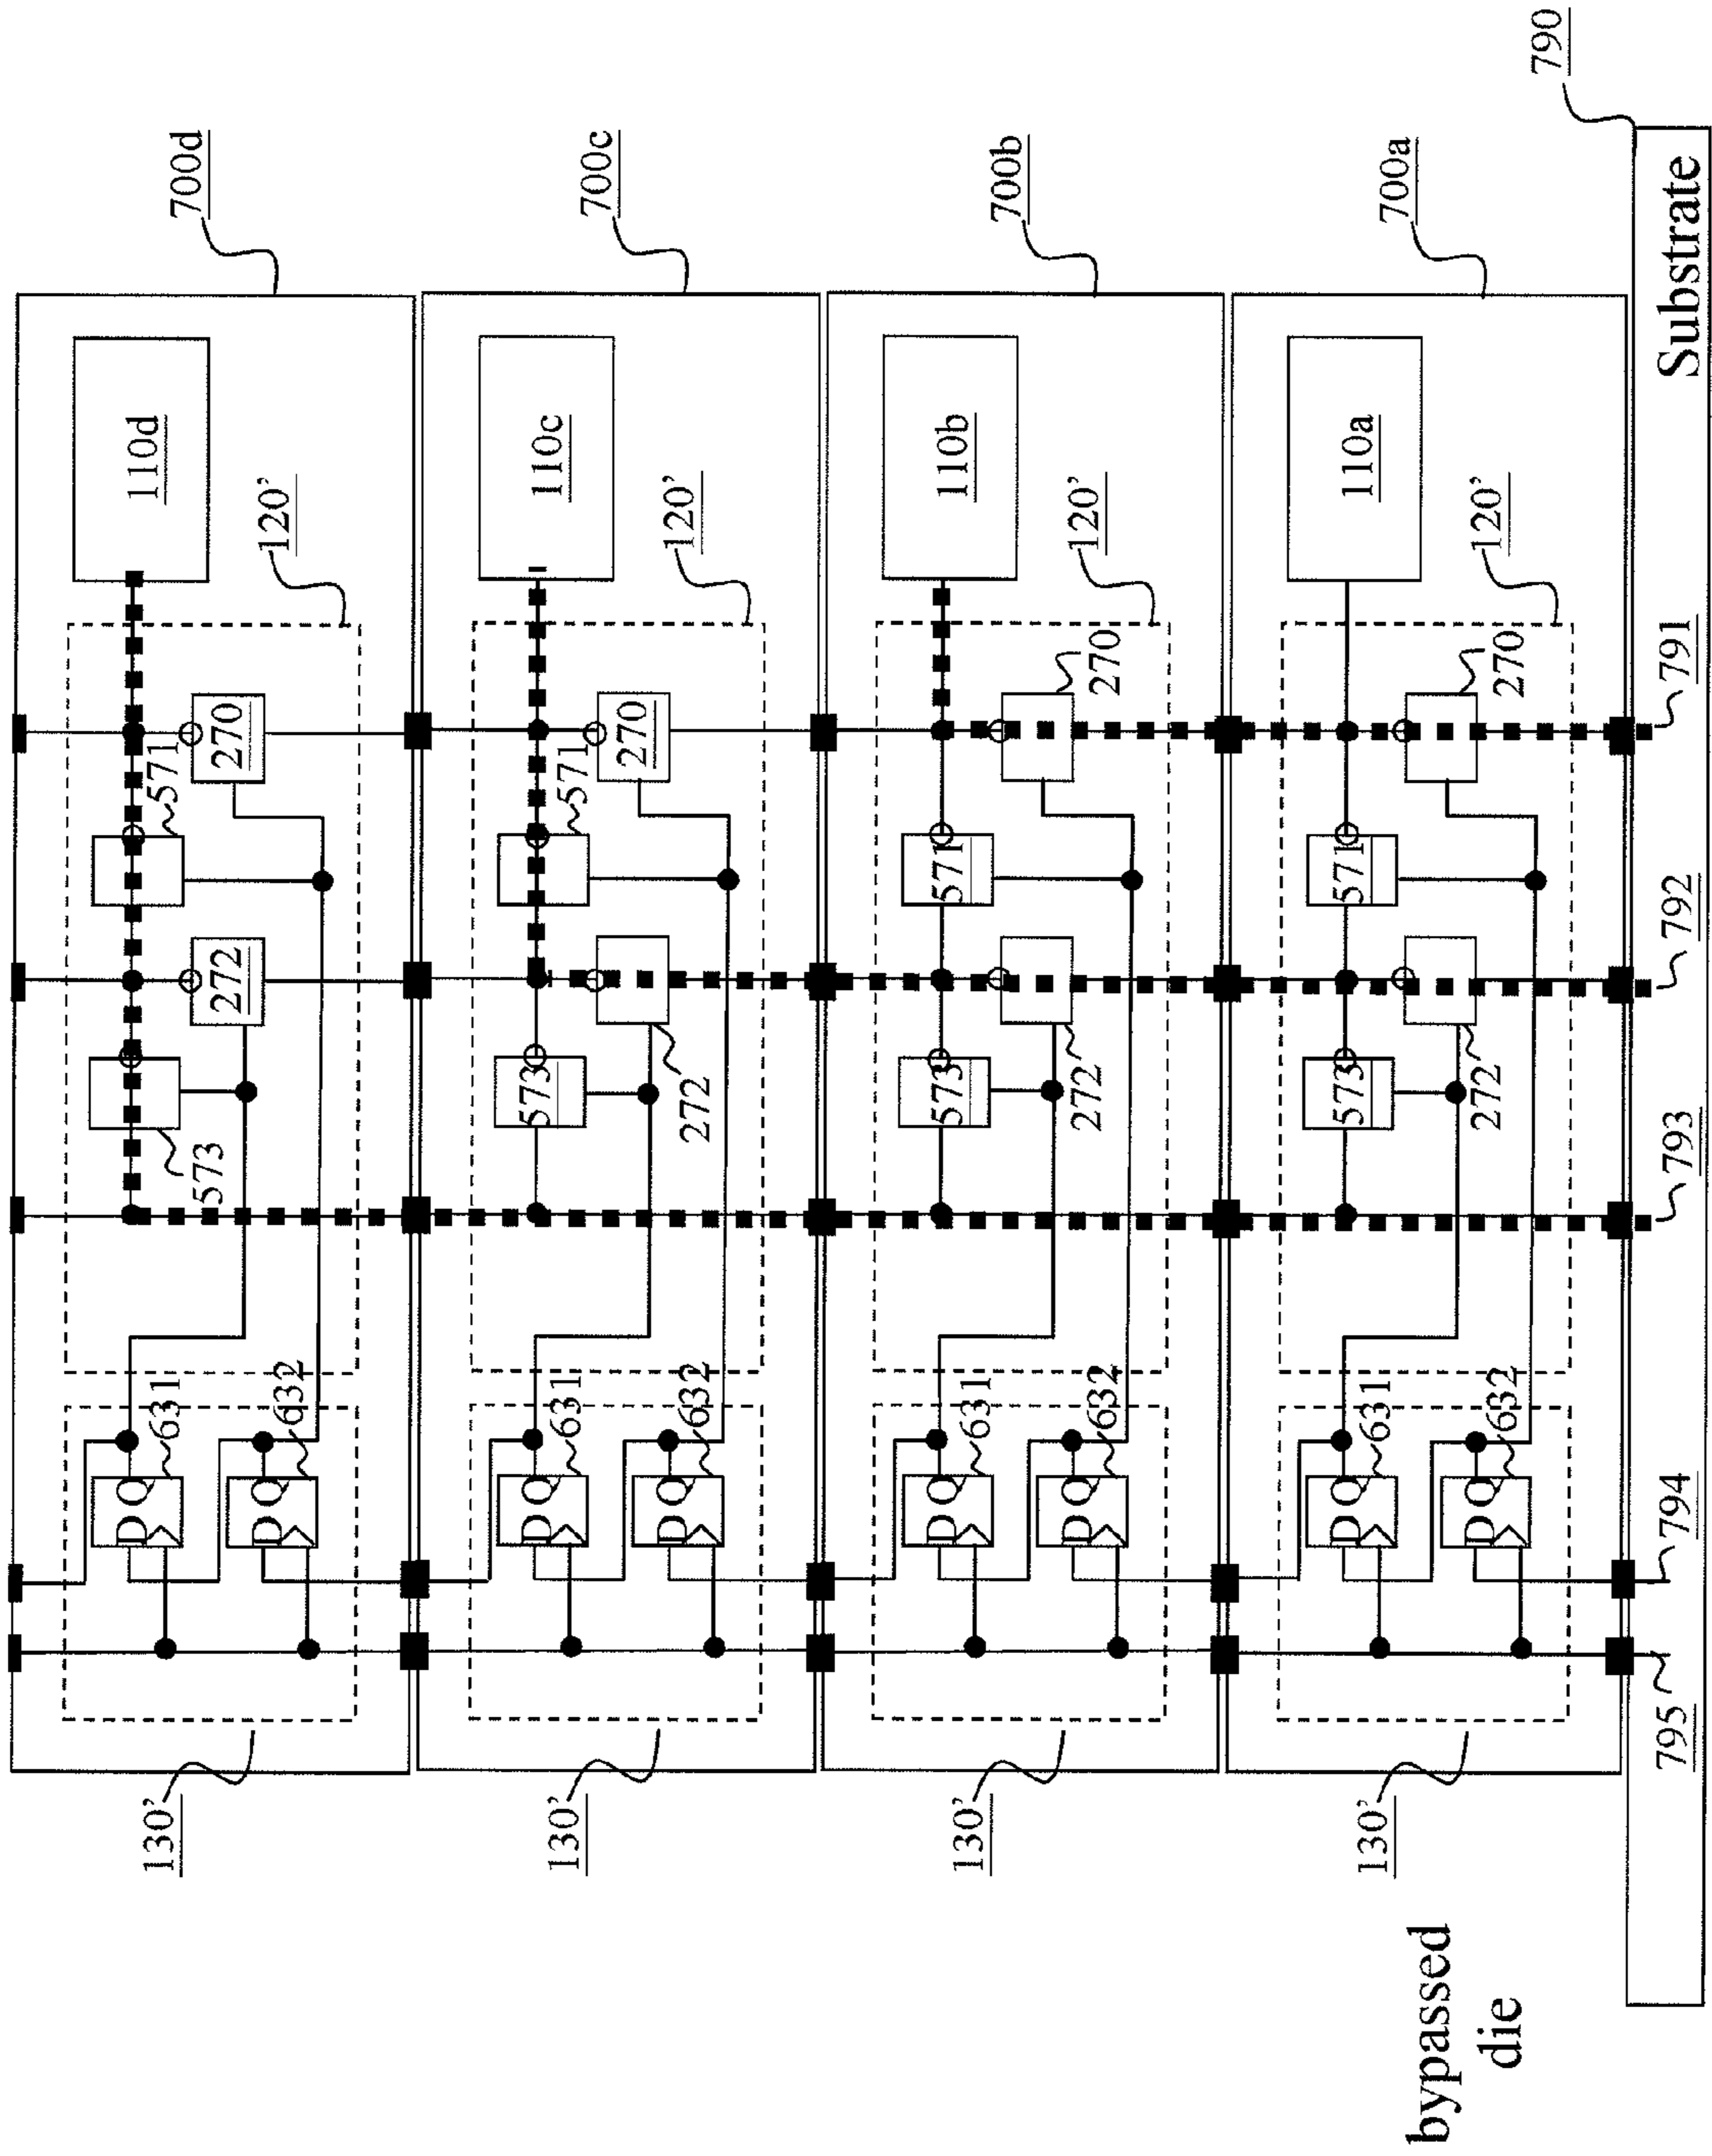 700d
110d
120'
571
270
272
573
631
632
D Q
D Q
130'
700c
110c
120'
571
270
573
272
631
632
D Q
D Q
130'
700b
110b
120'
270
571
573
272
631
632
D Q
D Q
130'
700a
110a
120'
270
571
573
272
631
632
D Q
D Q
130'
bypassed
die
790
Substrate
791
792
793
794
795